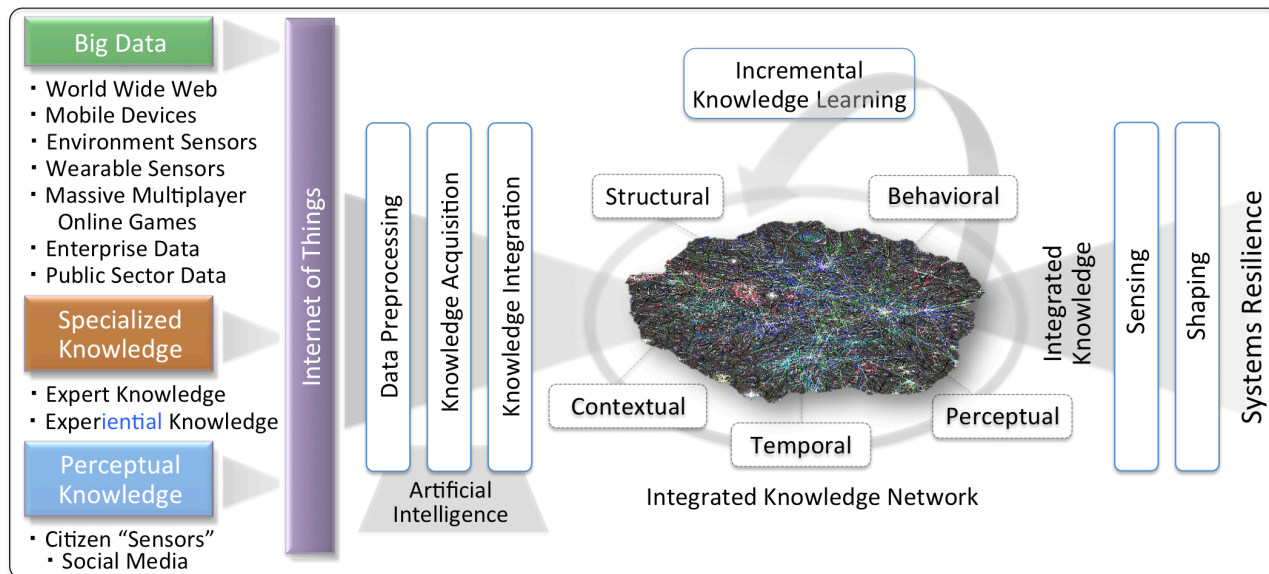 Big Data
· World Wide Web
· Mobile Devices
· Environment Sensors
· Wearable Sensors
· Massive Multiplayer
Online Games
· Enterprise Data
· Public Sector Data
Specialized
Knowledge
· Expert Knowledge
· Experiential Knowledge
Perceptual
Knowledge
· Citizen “Sensors”
· Social Media
Internet of Things
Data Preprocessing
Knowledge Acquisition
Knowledge Integration
Artificial
Intelligence
Incremental
Knowledge Learning
Structural
Behavioral
Contextual
Temporal
Perceptual
Integrated Knowledge Network
Integrated
Knowledge
Sensing
Shaping
Systems Resilience